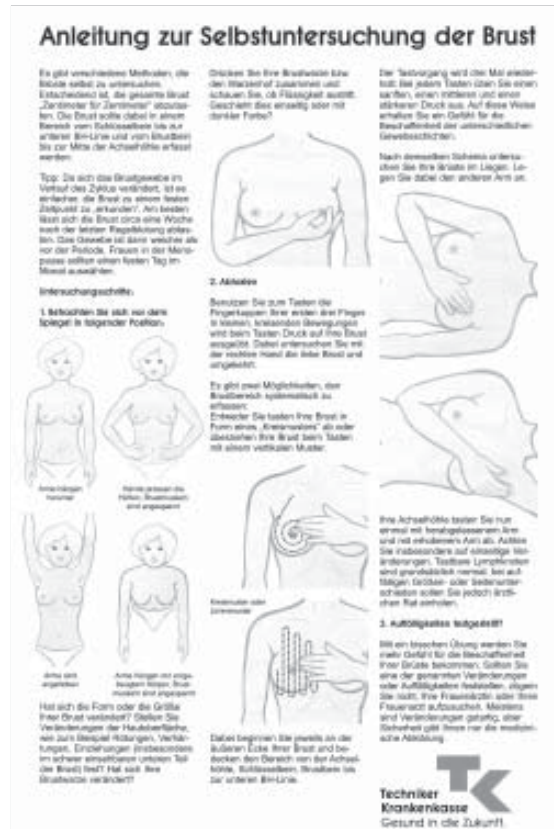 Anleitung zur Selbstuntersuchung der Brust
Es gibt verschiedene Methoden, die
Brüste selbst zu untersuchen.
Entscheidend ist, die gesamte Brust
„Zentimeter für Zentimeter“ abzutas-
ten. Die Brust sollte dabei in einem
Bereich vom Schlüsselbein bis zur
unteren BH-Linie und vom Brustbein
bis zur Mitte der Achselhöhle erfasst
werden.
Tipp: Da sich das Brustgewebe im
Verlauf des Zyklus verändert, ist es
einfacher, die Brust zu einem festen
Zeitpunkt zu „erkunden“. Am besten
lässt sich die Brust circa eine Woche
nach der letzten Regelblutung abtas-
ten. Das Gewebe ist dann weicher als
vor der Periode. Frauen in der Meno-
pause sollten einen festen Tag im
Monat auswählen.
Untersuchungsschritte:
1. Betrachten Sie sich vor dem
Spiegel in folgender Position:
Arme hängen
herunter
Hände pressen die
Hüften, Brustmuskeln
sind angespannt
Arme sind
angehoben
Arme hängen mit vorge-
beugtem Körper, Brust-
muskeln sind angespannt
Hat sich die Form oder die Größe
Ihrer Brust verändert? Stellen Sie
Veränderungen der Hautoberfläche,
wie zum Beispiel Rötungen, Verhär-
tungen, Einziehungen (insbesondere
im schwer einsehbaren unteren Teil
der Brust) fest? Hat sich Ihre
Brustwarze verändert?
Drücken Sie Ihre Brustwarze bzw.
den Warzenhof zusammen und
schauen Sie, ob Flüssigkeit austritt.
Geschieht dies einseitig oder mit
dunkler Farbe?
2. Abtasten
Benutzen Sie zum Tasten die
Fingerkuppen Ihrer ersten drei Finger.
In kleinen, kreisenden Bewegungen
wird beim Tasten Druck auf Ihre Brust
ausgeübt. Dabei untersuchen Sie mit
der rechten Hand die linke Brust und
umgekehrt.
Es gibt zwei Möglichkeiten, den
Brustbereich systematisch zu
erfassen:
Entweder Sie tasten Ihre Brust in
Form eines „Kreismusters“ ab oder
überziehen Ihre Brust beim Tasten
mit einem vertikalen Muster.
Kreismuster oder
Linienmuster
Dabei beginnen Sie jeweils an der
äußeren Ecke Ihrer Brust und be-
decken den Bereich von der Achsel-
höhle, Schlüsselbein, Brustbein bis
zur unteren BH-Linie.
Der Tastvorgang wird drei Mal wieder-
holt: Bei jedem Tasten üben Sie einen
sanften, einen mittleren und einen
stärkeren Druck aus. Auf diese Weise
erhalten Sie ein Gefühl für die
Beschaffenheit der unterschiedlichen
Gewebsschichten.
Nach demselben Schema untersu-
chen Sie Ihre Brüste im Liegen. Le-
gen Sie dabei den anderen Arm an.
Ihre Achselhöhle tasten Sie nun
einmal mit herabgelassenem Arm
und mit erhobenem Arm ab. Achten
Sie insbesondere auf einseitige Ver-
änderungen. Tastbare Lymphknoten
sind grundsätzlich normal, bei auf-
fälligen Größen- oder Seitenunter-
schieden sollten Sie jedoch ärztli-
chen Rat einholen.
3. Auffälligkeiten festgestellt?
Mit ein bisschen Übung werden Sie
mehr Gefühl für die Beschaffenheit
Ihrer Brüste bekommen. Sollten Sie
eine der genannten Veränderungen
oder Auffälligkeiten feststellen, zögern
Sie nicht, Ihre Frauenärztin oder Ihren
Frauenarzt aufzusuchen. Meistens
sind Veränderungen gutartig, aber
Sicherheit gibt Ihnen nur die medizini-
sche Abklärung.
TK
Techniker
Krankenkasse
Gesund in die Zukunft.